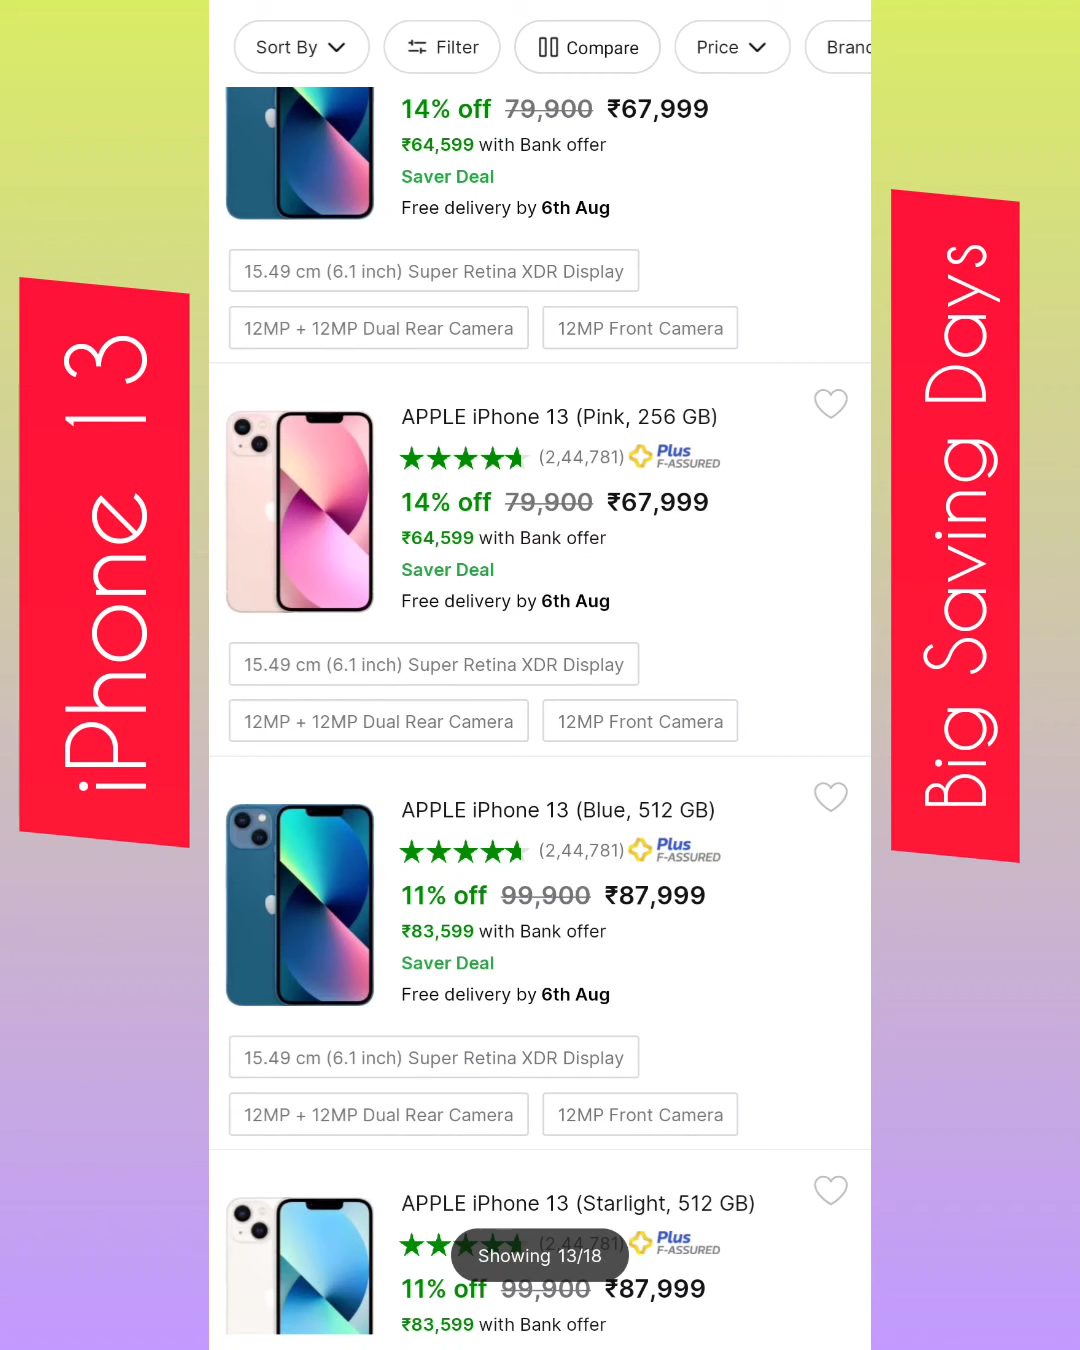 Sort By
Filter
Compare
Price
Brand
14% off 79,900 ₹67,999
₹64,599 with Bank offer
Saver Deal
Free delivery by 6th Aug
15.49 cm (6.1 inch) Super Retina XDR Display
12MP + 12MP Dual Rear Camera
12MP Front Camera
APPLE iPhone 13 (Pink, 256 GB)
(2,44,781) Plus
F-ASSURED
14% off 79,900 ₹67,999
₹64,599 with Bank offer
Saver Deal
Free delivery by 6th Aug
15.49 cm (6.1 inch) Super Retina XDR Display
12MP + 12MP Dual Rear Camera
12MP Front Camera
APPLE iPhone 13 (Blue, 512 GB)
(2,44,781) Plus
F-ASSURED
11% off 99,900 ₹87,999
₹83,599 with Bank offer
Saver Deal
Free delivery by 6th Aug
15.49 cm (6.1 inch) Super Retina XDR Display
12MP + 12MP Dual Rear Camera
12MP Front Camera
APPLE iPhone 13 (Starlight, 512 GB)
(2,44,781) Plus
F-ASSURED
Showing 13/18
11% off 99,900 ₹87,999
₹83,599 with Bank offer
iPhone 13
Big Saving Days